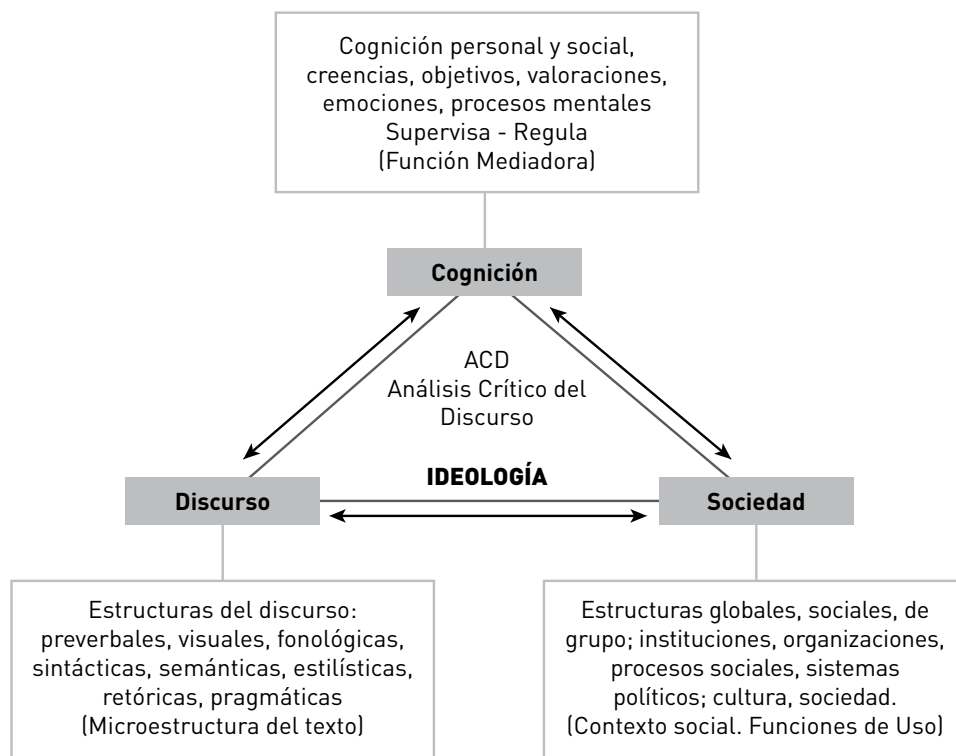 Cognición personal y social,
creencias, objetivos, valoraciones,
emociones, procesos mentales
Supervisa - Regula
(Función Mediadora)
Cognición
ACD
Análisis Crítico del
Discurso
IDEOLOGÍA
Discurso
Sociedad
Estructuras del discurso:
preverbales, visuales, fonológicas,
sintácticas, semánticas, estilísticas,
retóricas, pragmáticas
(Microestructura del texto)
Estructuras globales, sociales, de
grupo; instituciones, organizaciones,
procesos sociales, sistemas
políticos; cultura, sociedad.
(Contexto social. Funciones de Uso)